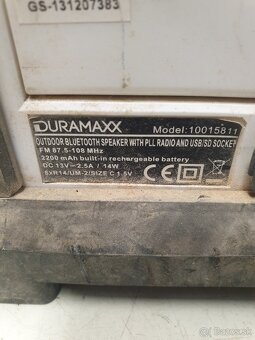 GS-131207383
DURAMAXX Model: 10015811
OUTDOOR BLUETOOTH SPEAKER WITH PLL RADIO AND USB/SD SOCKET
FM 87.5-108 MHz
2200 mAh built-in rechargeable battery
DC 13V⎓2.5A / 14W
8xR14/UM-2/SIZE C 1.5V
CE
© Bazos.sk